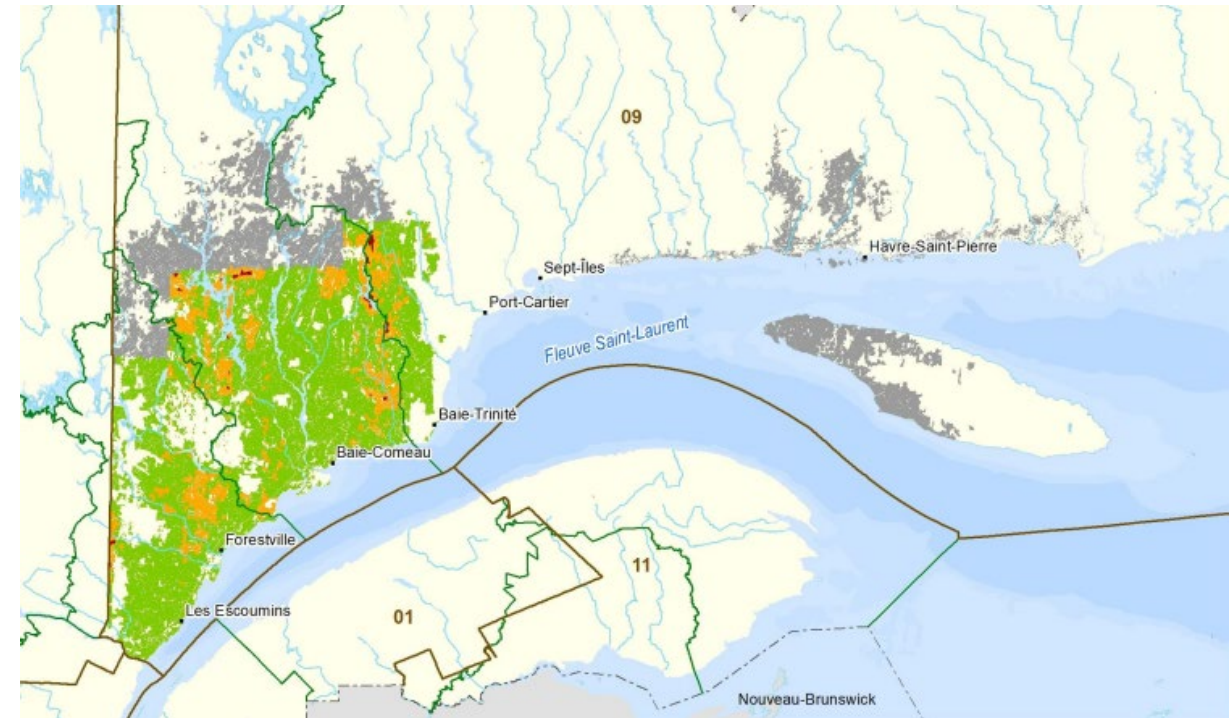 09
Havre-Saint-Pierre
Sept-Îles
Port-Cartier
Fleuve Saint-Laurent
Baie-Trinité
Baie-Comeau
Forestville
11
Les Escoumins
01
Nouveau-Brunswick